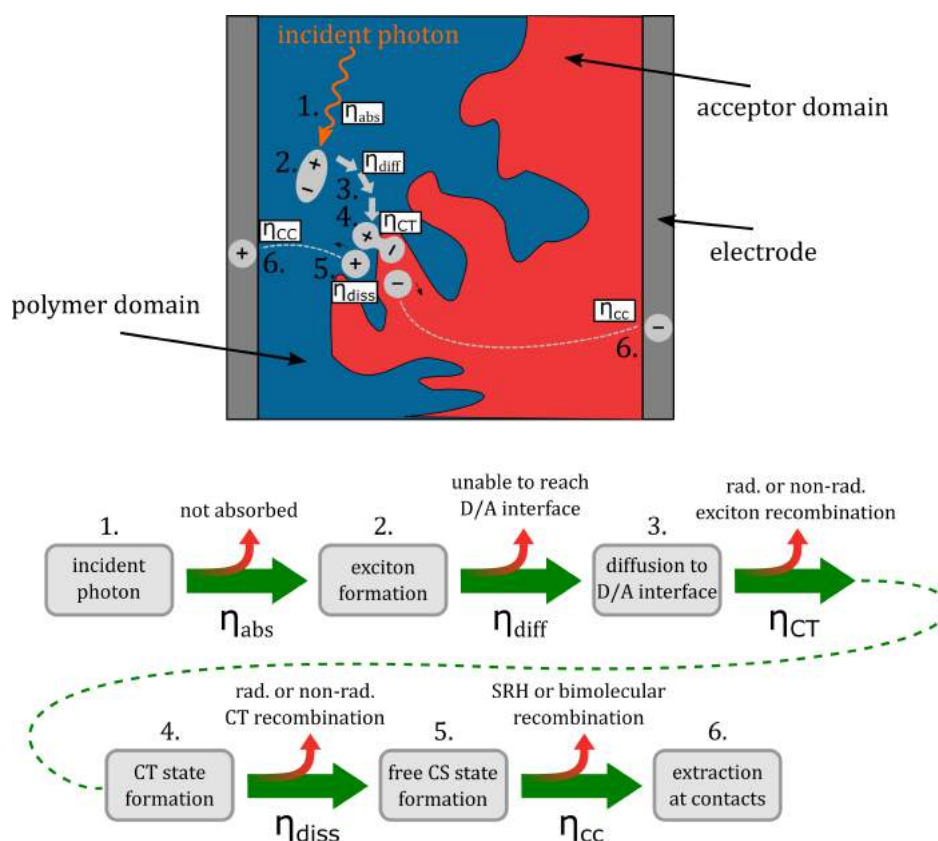 incident photon
1.
ηabs
acceptor domain
2.
+
−
ηdiff
3.
4.
ηCT
+
−
ηCC
+
6.
5.
+
ηdiss
−
electrode
polymer domain
ηcc
−
6.
1.
not absorbed
2.
unable to reach
D/A interface
3.
rad. or non-rad.
exciton recombination
incident
photon
ηabs
exciton
formation
ηdiff
diffusion to
D/A interface
ηCT
4.
rad. or non-rad.
CT recombination
5.
SRH or bimolecular
recombination
6.
CT state
formation
ηdiss
free CS state
formation
ηcc
extraction
at contacts